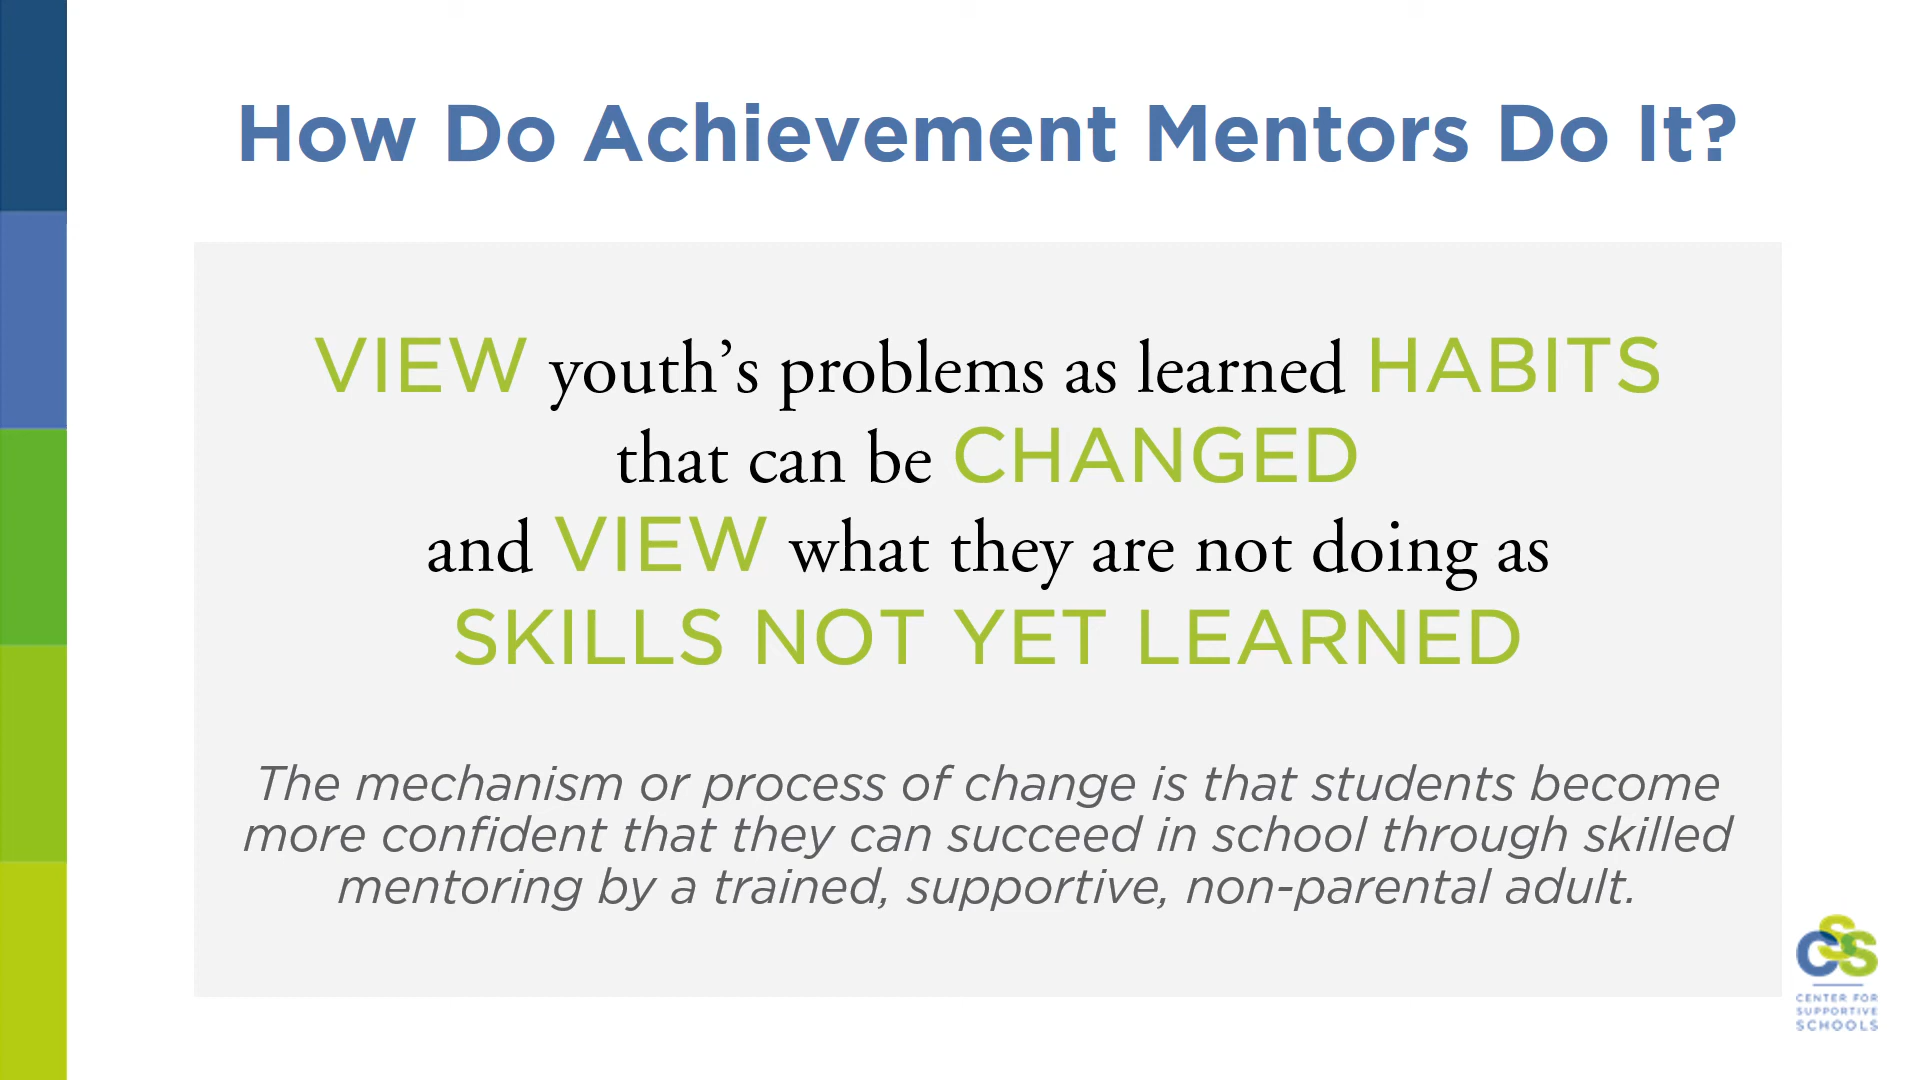 How Do Achievement Mentors Do It?
VIEW youth’s problems as learned HABITS
that can be CHANGED
and VIEW what they are not doing as
SKILLS NOT YET LEARNED
The mechanism or process of change is that students become
more confident that they can succeed in school through skilled
mentoring by a trained, supportive, non-parental adult.
CSS
CENTER FOR
SUPPORTIVE
SCHOOLS